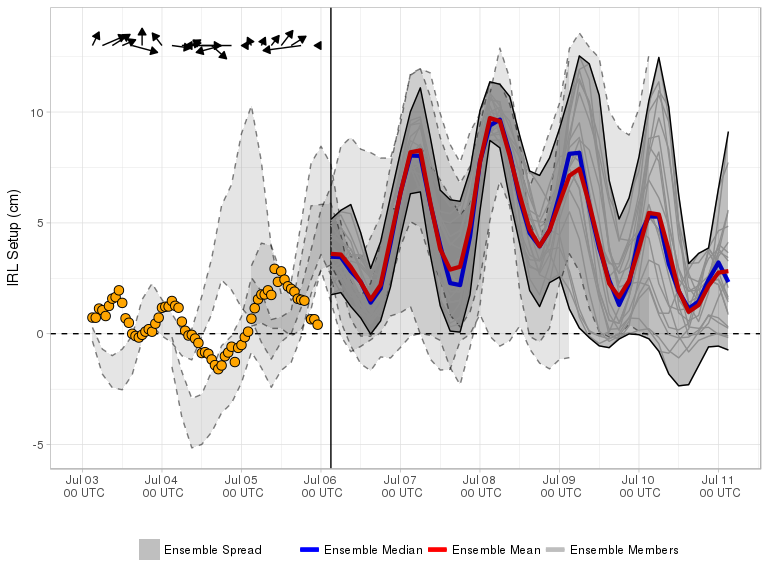 10
5
0
-5
IRL Setup (cm)
Jul 03 Jul 04 Jul 05 Jul 06 Jul 07 Jul 08 Jul 09 Jul 10 Jul 11
00 UTC 00 UTC 00 UTC 00 UTC 00 UTC 00 UTC 00 UTC 00 UTC 00 UTC
Ensemble Spread Ensemble Median Ensemble Mean Ensemble Members